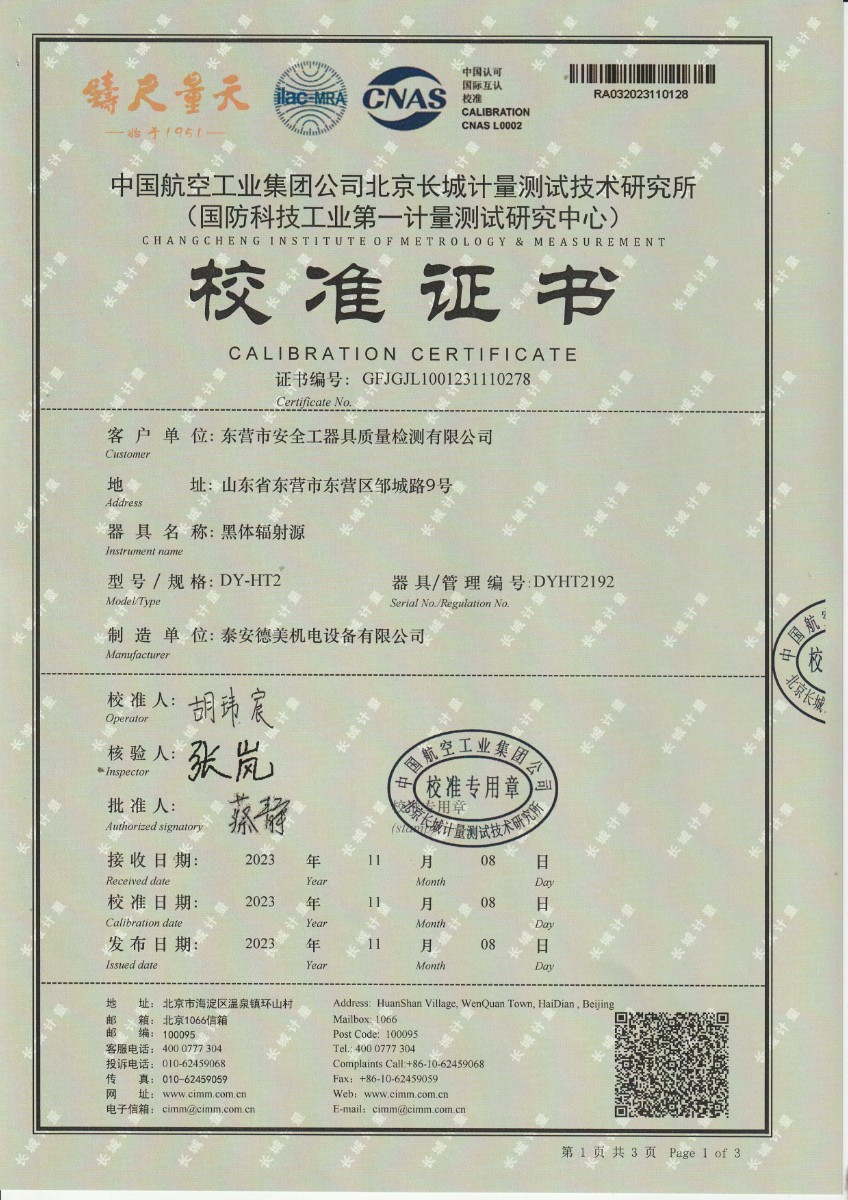 鑄尺量天
始于1951
ilac-MRA
CNAS
中国认可
国际互认
校准
CALIBRATION
CNAS L0002
RA032023110128
中国航空工业集团公司北京长城计量测试技术研究所
（国防科技工业第一计量测试研究中心）
CHANGCHENG INSTITUTE OF METROLOGY & MEASUREMENT
校准证书
CALIBRATION CERTIFICATE
证书编号： GFJGJL1001231110278
Certificate No.
客户单位: 东营市安全工器具质量检测有限公司
Customer
地址: 山东省东营市东营区邹城路9号
Address
器具名称: 黑体辐射源
Instrument name
型号/规格: DY-HT2 器具/管理编号: DYHT2192
Model/Type Serial No./Regulation No.
制造单位: 泰安德美机电设备有限公司
Manufacturer
校准人: 胡玮宸
Operator
核验人: 张岚
Inspector
批准人: 蔡静
Authorized signatory
中国航空工业集团公司
校准专用章
北京长城计量测试技术研究所
校准专用章
(stamp)
中国航
校
北京长城
接收日期: 2023 年 11 月 08 日
Received date Year Month Day
校准日期: 2023 年 11 月 08 日
Calibration date Year Month Day
发布日期: 2023 年 11 月 08 日
Issued date Year Month Day
地址: 北京市海淀区温泉镇环山村 Address: HuanShan Village, WenQuan Town, HaiDian , Beijing
邮箱: 北京1066信箱 Mailbox: 1066
邮编: 100095 Post Code: 100095
客服电话: 400 0777 304 Tel.: 400 0777 304
投诉电话: 010-62459068 Complaints Call:+86-10-62459068
传真: 010-62459059 Fax: +86-10-62459059
网址: www.cimm.com.cn Web: www.cimm.com.cn
电子信箱: cimm@cimm.com.cn E-mail: cimm@cimm.com.cn
第 1 页 共 3 页 Page 1 of 3
长城计量